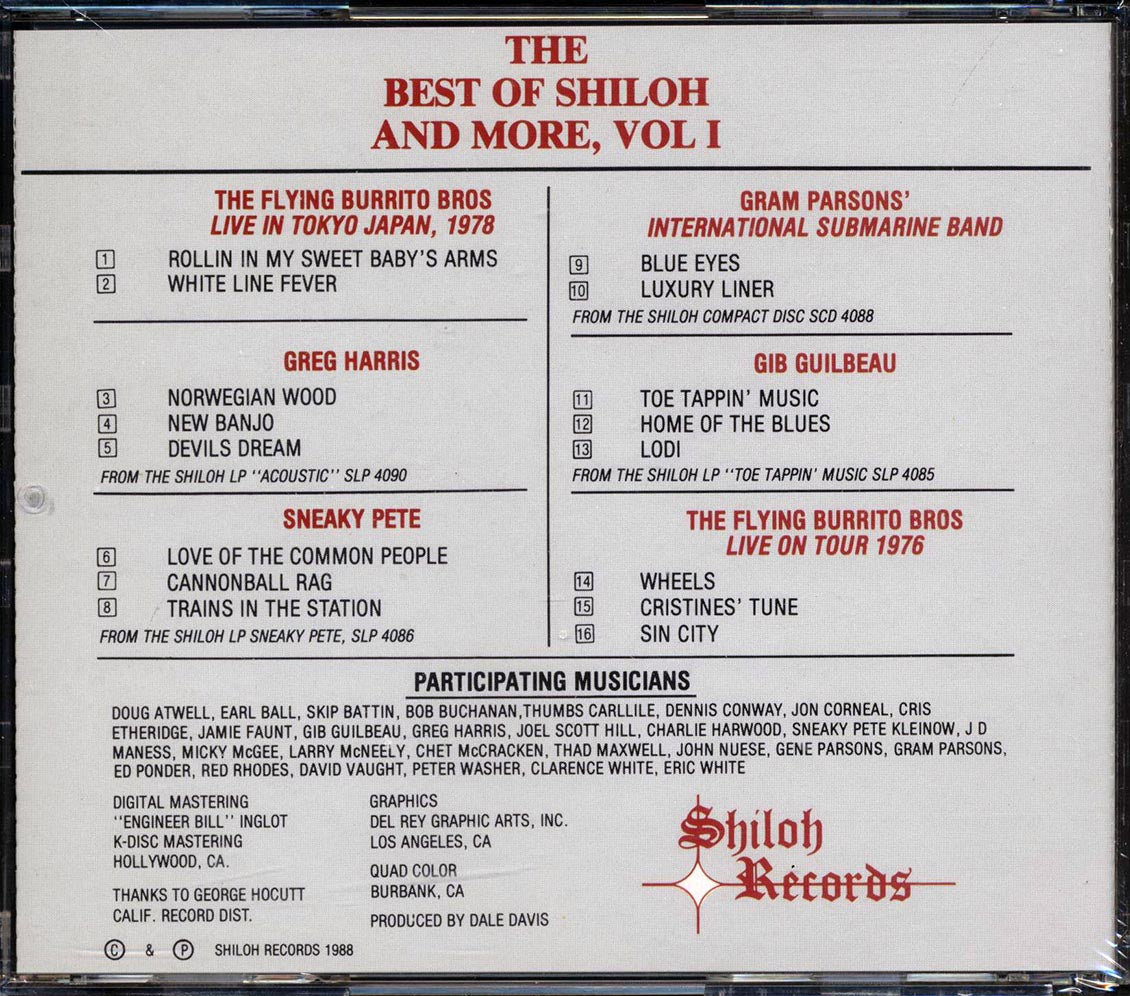 THE
BEST OF SHILOH
AND MORE, VOL I
THE FLYING BURRITO BROS
LIVE IN TOKYO JAPAN, 1978
1 ROLLIN IN MY SWEET BABY'S ARMS
2 WHITE LINE FEVER
GREG HARRIS
3 NORWEGIAN WOOD
4 NEW BANJO
5 DEVILS DREAM
FROM THE SHILOH LP "ACOUSTIC" SLP 4090
SNEAKY PETE
6 LOVE OF THE COMMON PEOPLE
7 CANNONBALL RAG
8 TRAINS IN THE STATION
FROM THE SHILOH LP SNEAKY PETE, SLP 4086
GRAM PARSONS'
INTERNATIONAL SUBMARINE BAND
9 BLUE EYES
10 LUXURY LINER
FROM THE SHILOH COMPACT DISC SCD 4088
GIB GUILBEAU
11 TOE TAPPIN' MUSIC
12 HOME OF THE BLUES
13 LODI
FROM THE SHILOH LP "TOE TAPPIN' MUSIC SLP 4085
THE FLYING BURRITO BROS
LIVE ON TOUR 1976
14 WHEELS
15 CRISTINES' TUNE
16 SIN CITY
PARTICIPATING MUSICIANS
DOUG ATWELL, EARL BALL, SKIP BATTIN, BOB BUCHANAN,THUMBS CARLLILE, DENNIS CONWAY, JON CORNEAL, CRIS
ETHERIDGE, JAMIE FAUNT, GIB GUILBEAU, GREG HARRIS, JOEL SCOTT HILL, CHARLIE HARWOOD, SNEAKY PETE KLEINOW, J D
MANESS, MICKY McGEE, LARRY McNEELY, CHET McCRACKEN, THAD MAXWELL, JOHN NUESE, GENE PARSONS, GRAM PARSONS,
ED PONDER, RED RHODES, DAVID VAUGHT, PETER WASHER, CLARENCE WHITE, ERIC WHITE
DIGITAL MASTERING
"ENGINEER BILL" INGLOT
K-DISC MASTERING
HOLLYWOOD, CA.
THANKS TO GEORGE HOCUTT
CALIF. RECORD DIST.
© & ℗ SHILOH RECORDS 1988
GRAPHICS
DEL REY GRAPHIC ARTS, INC.
LOS ANGELES, CA
QUAD COLOR
BURBANK, CA
PRODUCED BY DALE DAVIS
Shiloh
Records